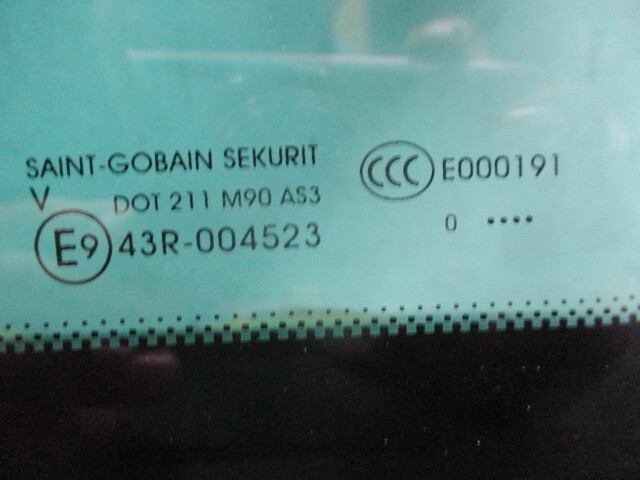 SAINT-GOBAIN SEKURIT
V DOT 211 M90 AS3
E9 43R-004523
CCC E000191
0 ••••